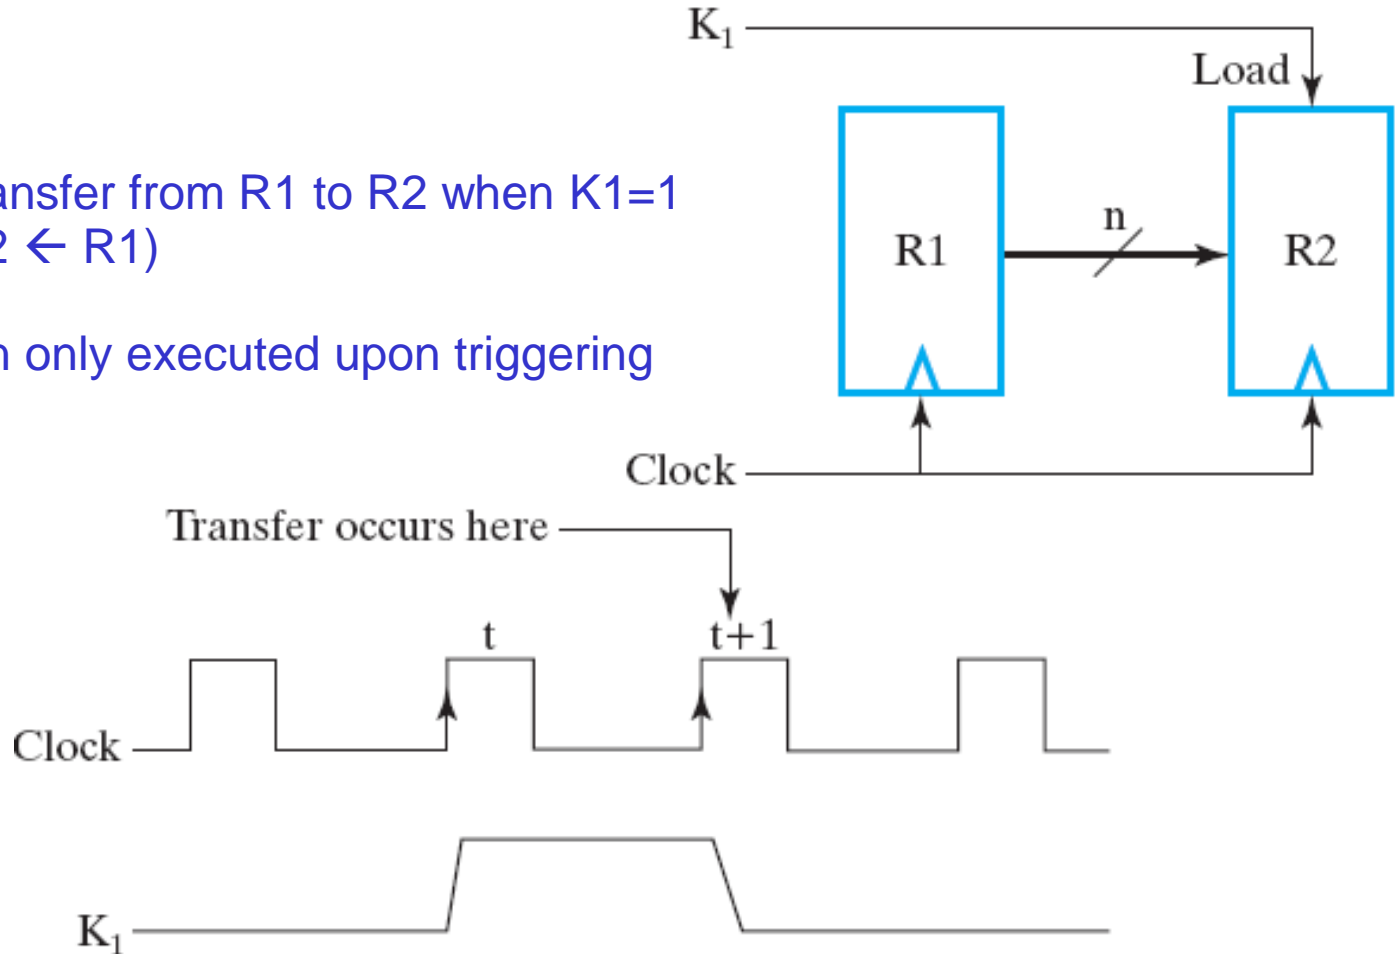 K₁
Load
ansfer from R1 to R2 when K1=1
2 ← R1)
n only executed upon triggering
n
R1
R2
Clock
Transfer occurs here
t
t+1
Clock
K₁